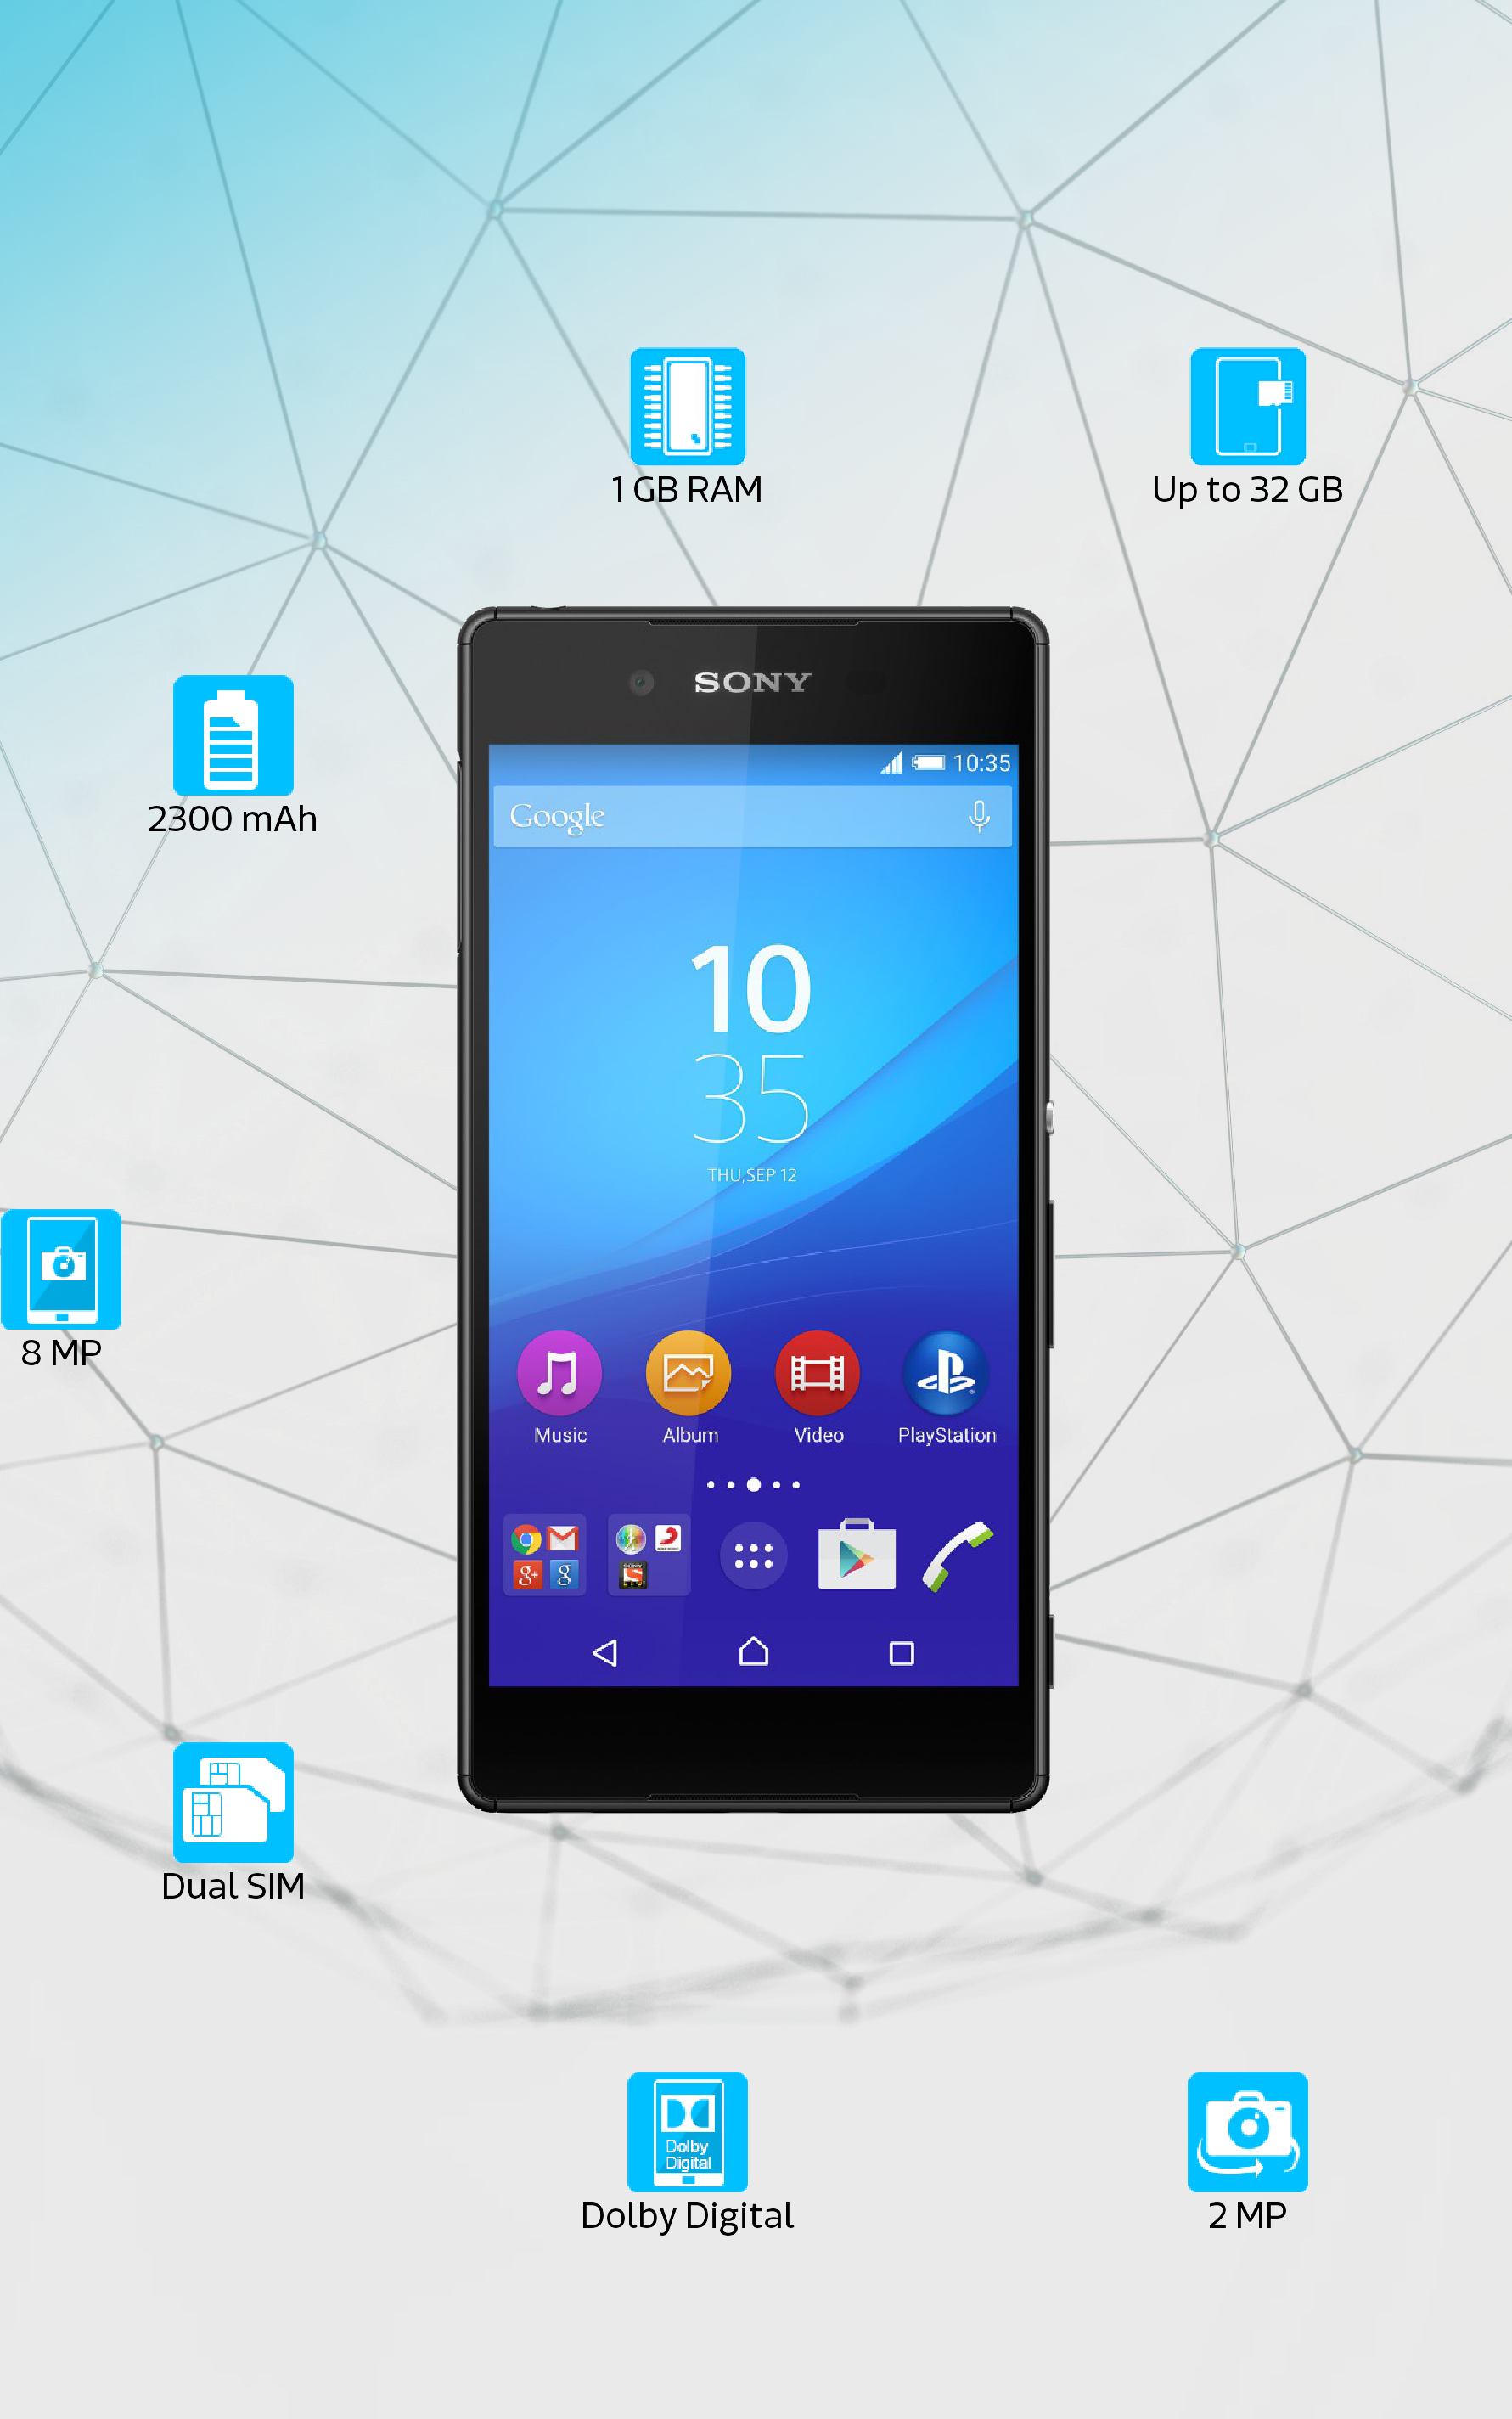 1 GB RAM
Up to 32 GB
SONY
10:35
2300 mAh
Google
10
35
THU,SEP 12
8 MP
Music
Album
Video
PlayStation
Dual SIM
Dolby
Digital
Dolby Digital
2 MP